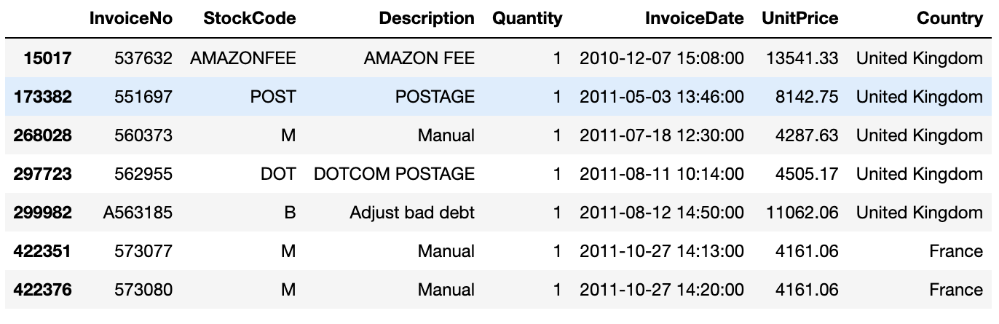 InvoiceNo StockCode Description Quantity InvoiceDate UnitPrice Country
15017 537632 AMAZONFEE AMAZON FEE 1 2010-12-07 15:08:00 13541.33 United Kingdom
173382 551697 POST POSTAGE 1 2011-05-03 13:46:00 8142.75 United Kingdom
268028 560373 M Manual 1 2011-07-18 12:30:00 4287.63 United Kingdom
297723 562955 DOT DOTCOM POSTAGE 1 2011-08-11 10:14:00 4505.17 United Kingdom
299982 A563185 B Adjust bad debt 1 2011-08-12 14:50:00 11062.06 United Kingdom
422351 573077 M Manual 1 2011-10-27 14:13:00 4161.06 France
422376 573080 M Manual 1 2011-10-27 14:20:00 4161.06 France